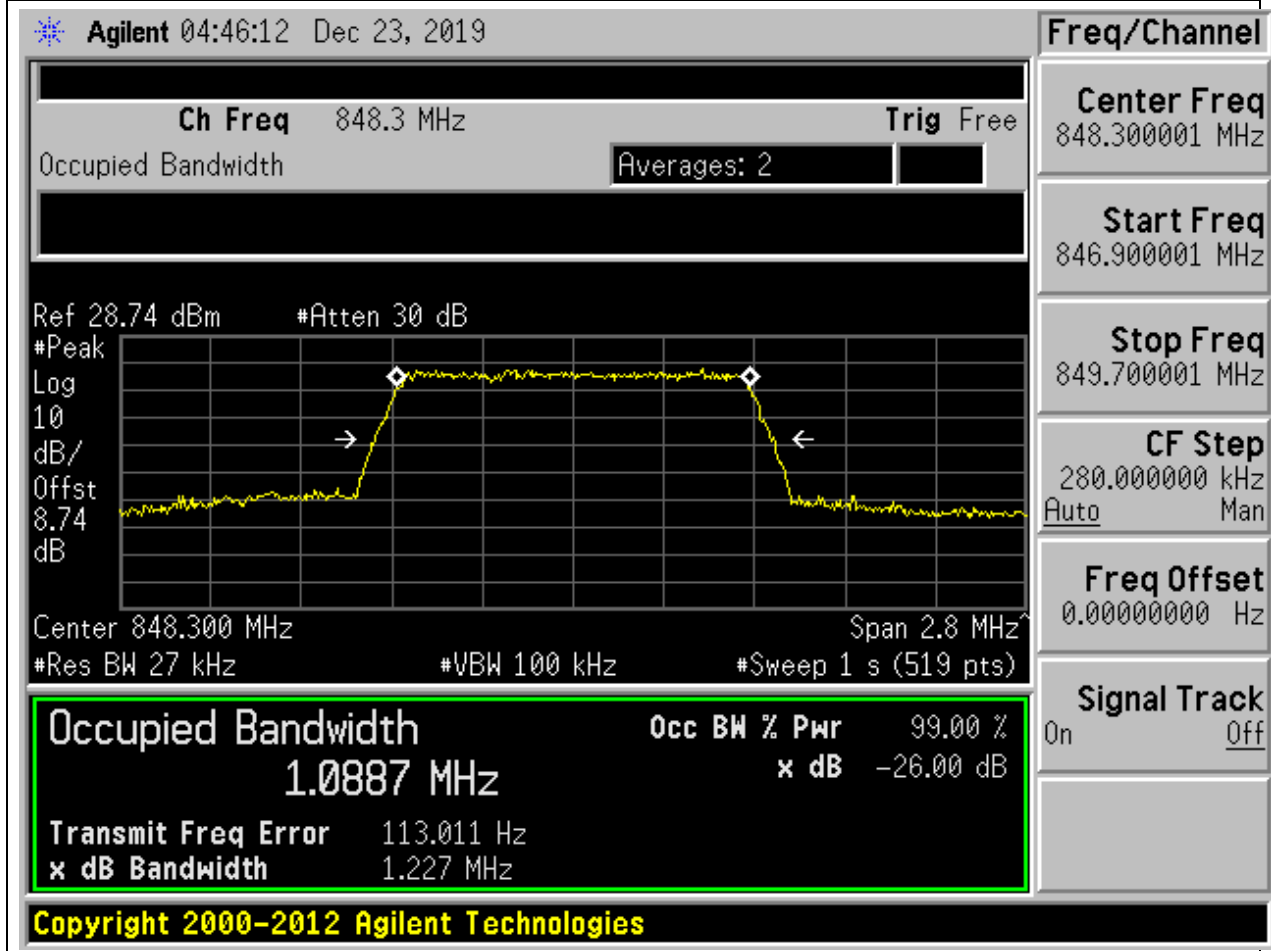 Agilent 04:46:12 Dec 23, 2019
Ch Freq 848.3 MHz Trig Free
Occupied Bandwidth Averages: 2
Ref 28.74 dBm #Atten 30 dB
#Peak
Log
10
dB/
Offst
8.74
dB
Center 848.300 MHz Span 2.8 MHz^
#Res BW 27 kHz #VBW 100 kHz #Sweep 1 s (519 pts)
Occupied Bandwidth Occ BW % Pwr 99.00 %
1.0887 MHz x dB -26.00 dB
Transmit Freq Error 113.011 Hz
x dB Bandwidth 1.227 MHz
Copyright 2000-2012 Agilent Technologies
Freq/Channel
Center Freq
848.300001 MHz
Start Freq
846.900001 MHz
Stop Freq
849.700001 MHz
CF Step
280.000000 kHz
Auto Man
Freq Offset
0.00000000 Hz
Signal Track
On Off